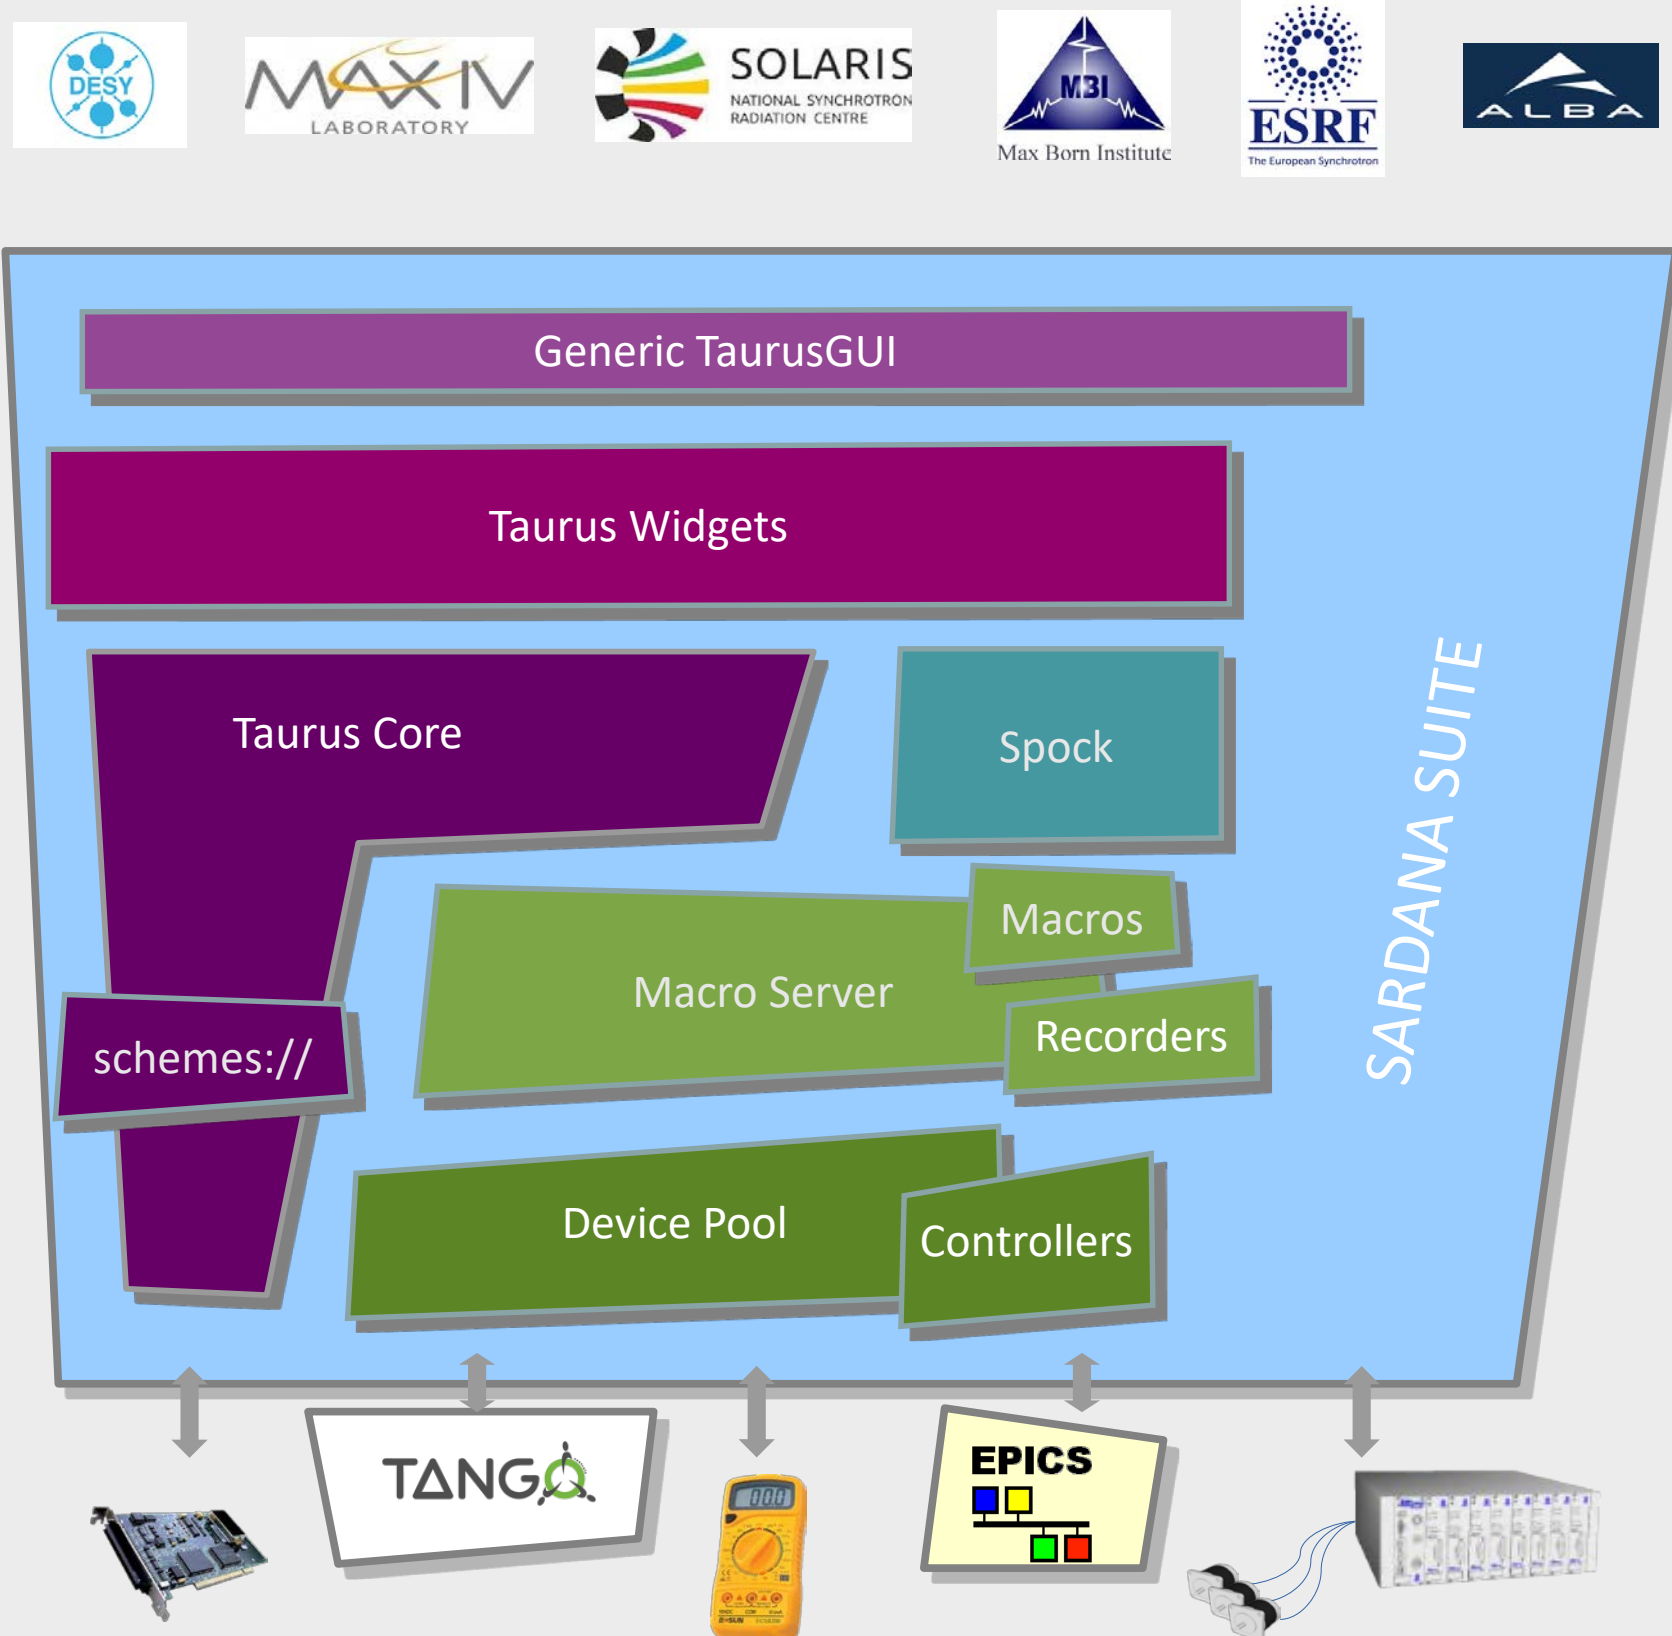 DESY
MAX IV
LABORATORY
SOLARIS
NATIONAL SYNCHROTRON
RADIATION CENTRE
MBI
Max Born Institute
ESRF
The European Synchrotron
ALBA
Generic TaurusGUI
Taurus Widgets
Taurus Core
Spock
SARDANA SUITE
Macros
Macro Server
Recorders
schemes://
Device Pool
Controllers
TANGO
EPICS
000